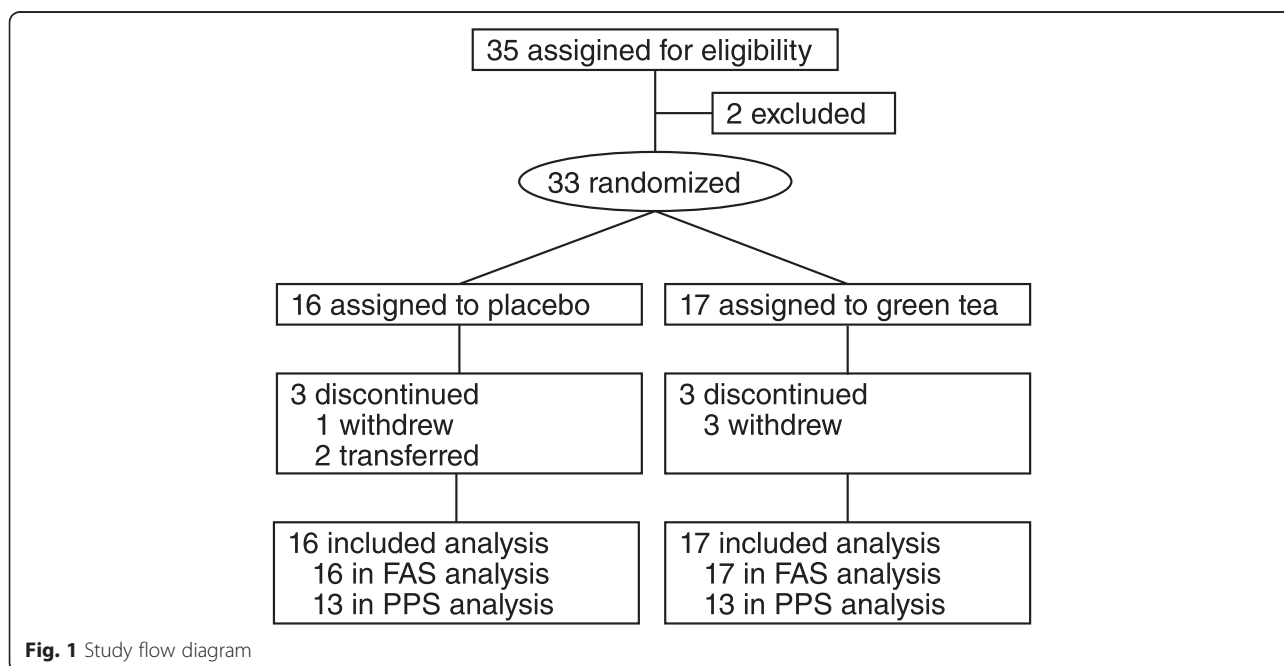 35 assigined for eligibility
2 excluded
33 randomized
16 assigned to placebo
17 assigned to green tea
3 discontinued
1 withdrew
2 transferred
3 discontinued
3 withdrew
16 included analysis
16 in FAS analysis
13 in PPS analysis
17 included analysis
17 in FAS analysis
13 in PPS analysis
Fig. 1 Study flow diagram